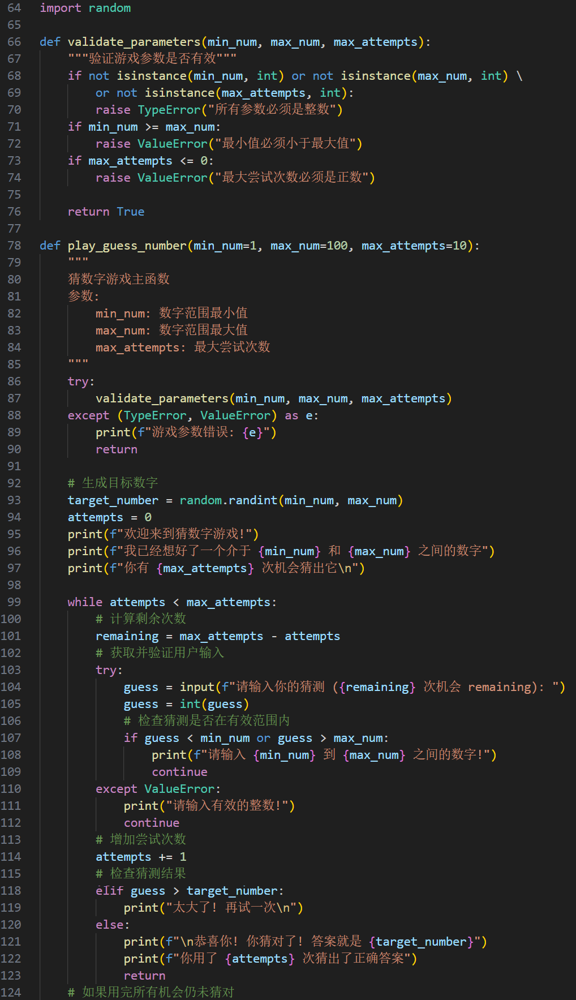 64 import random
65
66 def validate_parameters(min_num, max_num, max_attempts):
67     """验证游戏参数是否有效"""
68     if not isinstance(min_num, int) or not isinstance(max_num, int) \
69         or not isinstance(max_attempts, int):
70         raise TypeError("所有参数必须是整数")
71     if min_num >= max_num:
72         raise ValueError("最小值必须小于最大值")
73     if max_attempts <= 0:
74         raise ValueError("最大尝试次数必须是正数")
75
76     return True
77
78 def play_guess_number(min_num=1, max_num=100, max_attempts=10):
79     """
80     猜数字游戏主函数
81     参数:
82         min_num: 数字范围最小值
83         max_num: 数字范围最大值
84         max_attempts: 最大尝试次数
85     """
86     try:
87         validate_parameters(min_num, max_num, max_attempts)
88     except (TypeError, ValueError) as e:
89         print(f"游戏参数错误: {e}")
90         return
91
92     # 生成目标数字
93     target_number = random.randint(min_num, max_num)
94     attempts = 0
95     print(f"欢迎来到猜数字游戏!")
96     print(f"我已经想好了一个介于 {min_num} 和 {max_num} 之间的数字")
97     print(f"你有 {max_attempts} 次机会猜出它\n")
98
99     while attempts < max_attempts:
100         # 计算剩余次数
101         remaining = max_attempts - attempts
102         # 获取并验证用户输入
103         try:
104             guess = input(f"请输入你的猜测 ({remaining} 次机会 remaining): ")
105             guess = int(guess)
106             # 检查猜测是否在有效范围内
107             if guess < min_num or guess > max_num:
108                 print(f"请输入 {min_num} 到 {max_num} 之间的数字!")
109                 continue
110         except ValueError:
111             print("请输入有效的整数!")
112             continue
113         # 增加尝试次数
114         attempts += 1
115         # 检查猜测结果
118         elif guess > target_number:
119             print("太大了! 再试一次\n")
120         else:
121             print(f"\n恭喜你! 你猜对了! 答案就是 {target_number}")
122             print(f"你用了 {attempts} 次猜出了正确答案")
123             return
124     # 如果用完所有机会仍未猜对